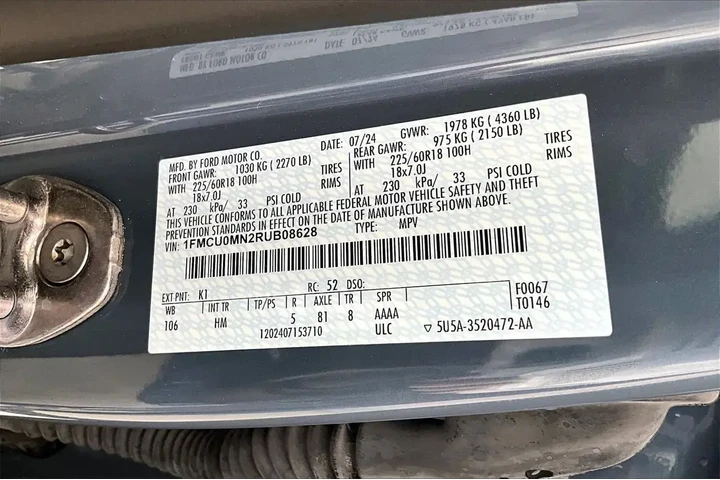 MFD. BY FORD MOTOR CO.
DATE: 07/24
GVWR: 1978 KG ( 4360 LB)
FRONT GAWR: 1030 KG ( 2270 LB)
REAR GAWR: 975 KG ( 2150 LB)
WITH 225/60R18 100H TIRES
WITH 225/60R18 100H TIRES
18x7.0J RIMS
18x7.0J RIMS
AT 230 kPa/ 33 PSI COLD
AT 230 kPa/ 33 PSI COLD
THIS VEHICLE CONFORMS TO ALL APPLICABLE FEDERAL MOTOR VEHICLE SAFETY AND THEFT
PREVENTION STANDARDS IN EFFECT ON THE DATE OF MANUFACTURE SHOWN ABOVE.
VIN: 1FMCU0MN2RUB08628
TYPE: MPV
EXT PNT: K1 RC: 52 DSO: F0067
WB INT TR TP/PS R AXLE TR SPR T0146
106 HM 5 81 8 AAAA
1202407153710 ULC ▽ 5U5A-3520472-AA